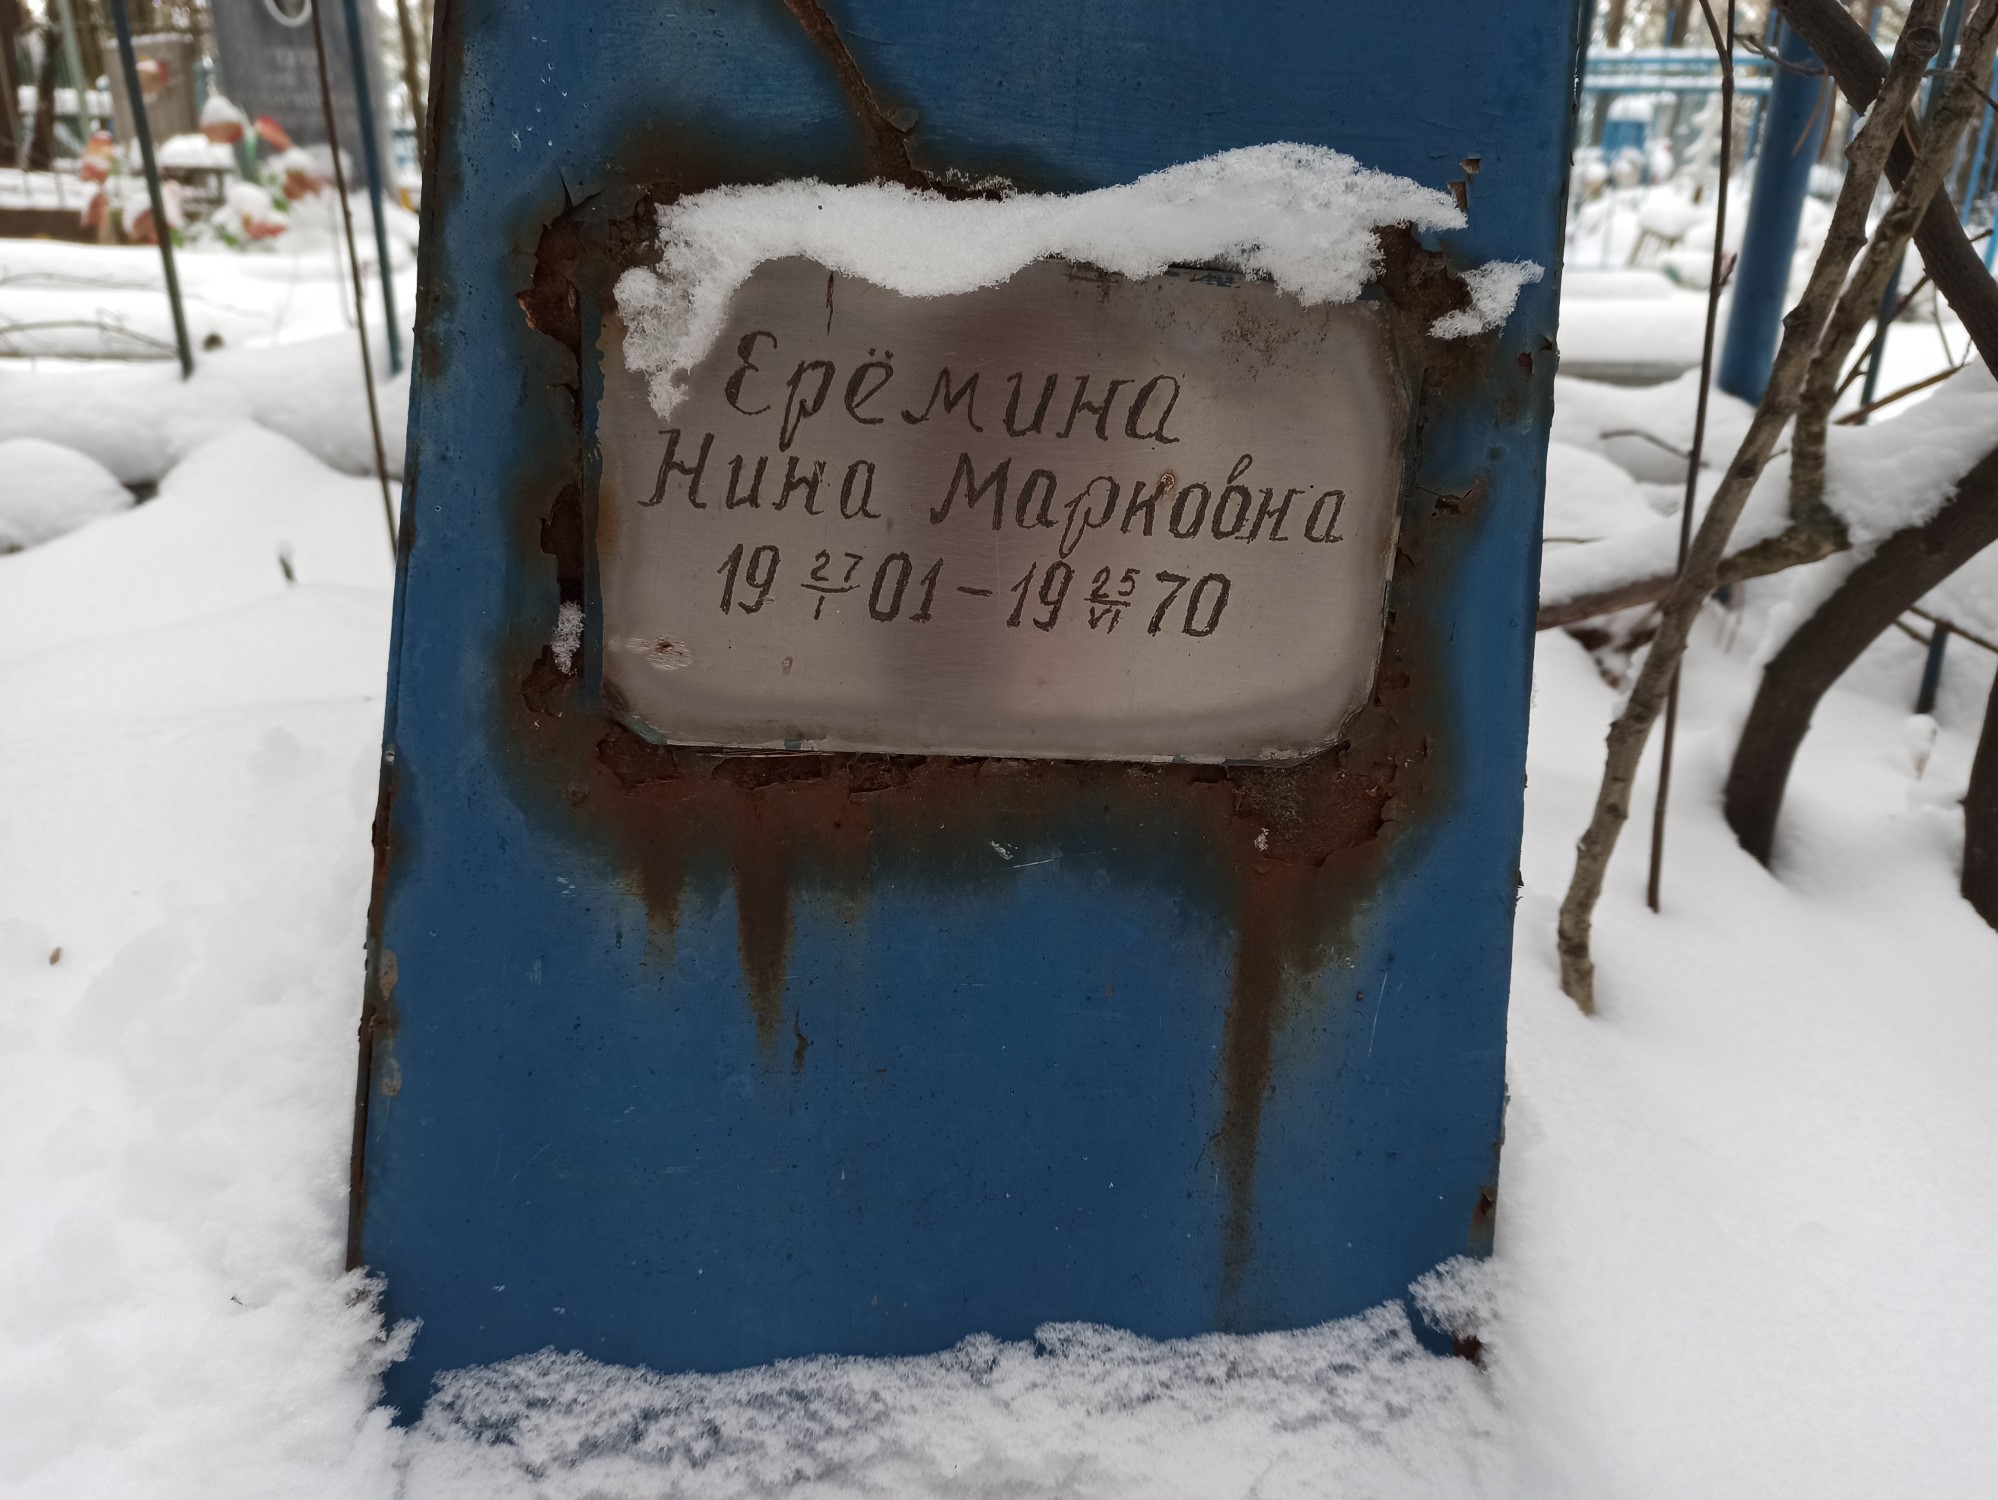 Ерёмина
Нина Марковна
19 27/I 01 - 19 25/VI 70